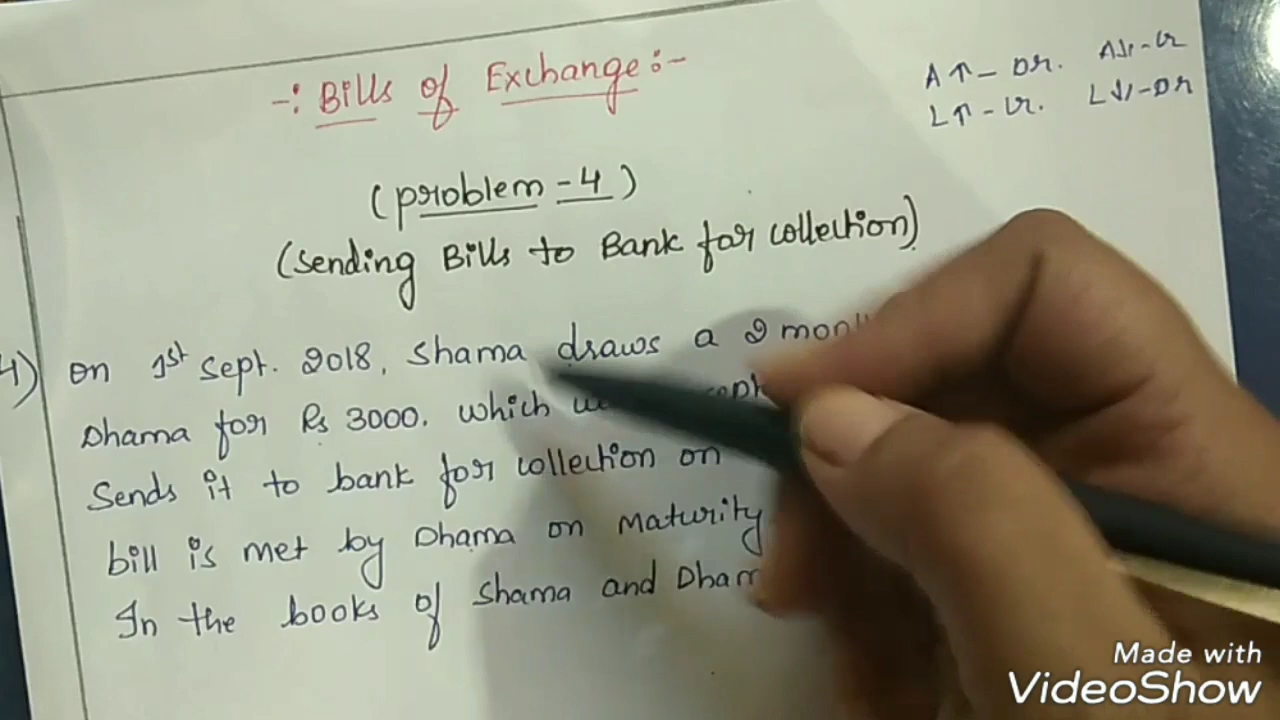 -: Bills of Exchange:-
A↑- Dr. A↓-Cr
L↑- Cr. L↓-Dr
(problem -4)
(Sending Bills to Bank for collection)
4) On 1st Sept. 2018, Shama draws a 2
Dhama for Rs 3000. which
Sends it to bank for collection on
bill is met by Dhama on Maturity
In the books of Shama and
Made with
VideoShow